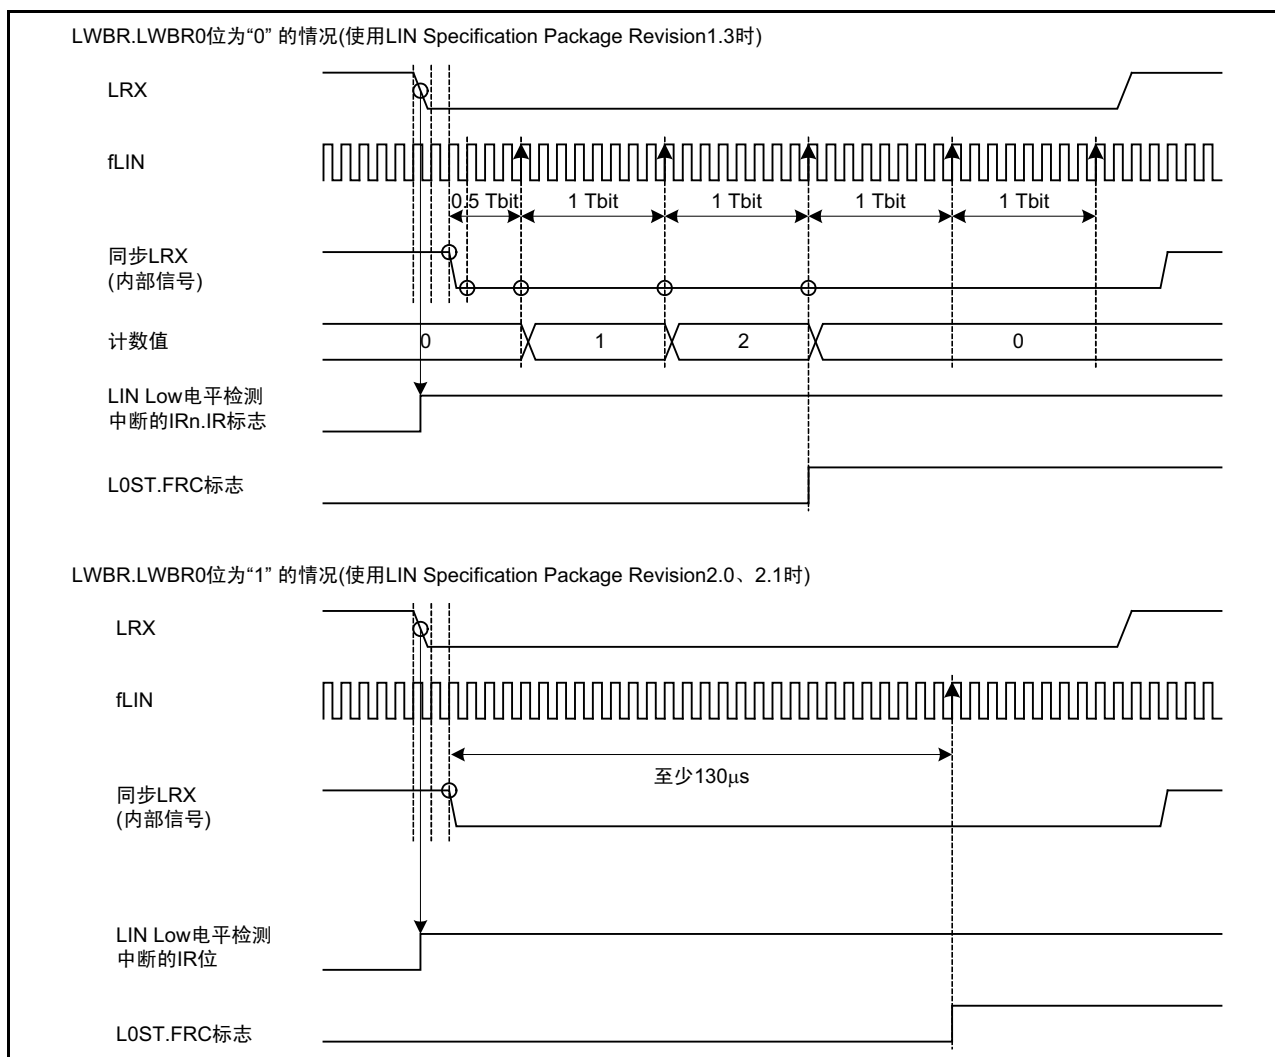 LWBR.LWBR0位为“0” 的情况(使用LIN Specification Package Revision1.3时)
LRX
fLIN
0.5 Tbit 1 Tbit 1 Tbit 1 Tbit 1 Tbit
同步LRX
(内部信号)
计数值 0 1 2 0
LIN Low电平检测
中断的IRn.IR标志
L0ST.FRC标志
LWBR.LWBR0位为“1” 的情况(使用LIN Specification Package Revision2.0、2.1时)
LRX
fLIN
至少130μs
同步LRX
(内部信号)
LIN Low电平检测
中断的IR位
L0ST.FRC标志